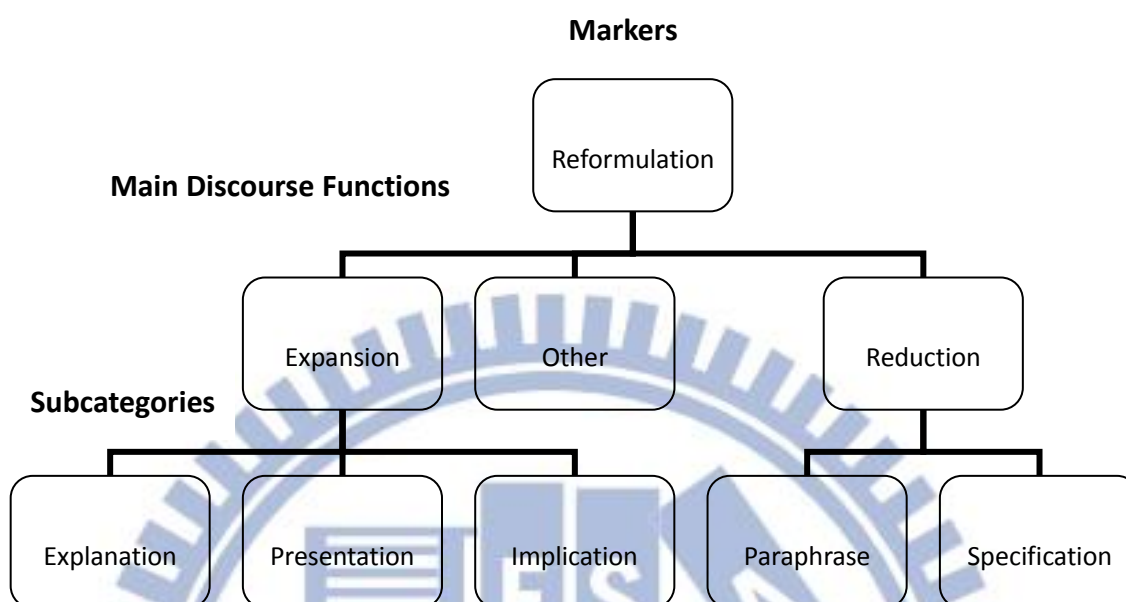 Markers
Reformulation
Main Discourse Functions
Expansion
Other
Reduction
Subcategories
Explanation
Presentation
Implication
Paraphrase
Specification